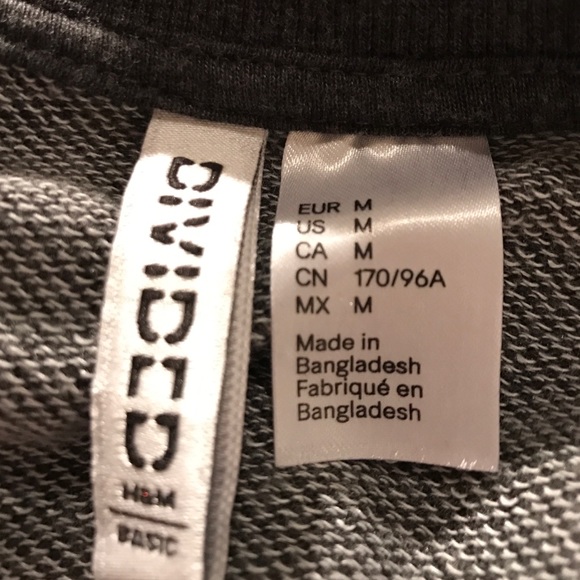 DIVIDED
H&M
BASIC
EUR M
US M
CA M
CN 170/96A
MX M
Made in
Bangladesh
Fabriqué en
Bangladesh